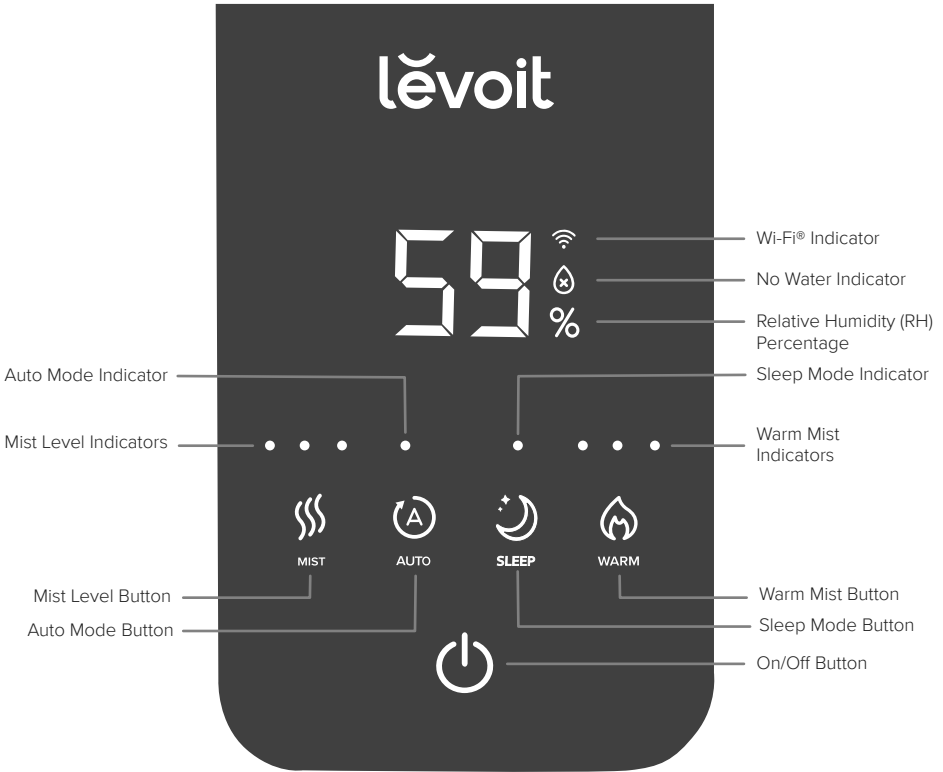 lĕvoit
59
%
Wi-Fi® Indicator
No Water Indicator
Relative Humidity (RH)
Percentage
Auto Mode Indicator
Sleep Mode Indicator
Mist Level Indicators
Warm Mist
Indicators
A
MIST
AUTO
SLEEP
WARM
Mist Level Button
Warm Mist Button
Auto Mode Button
Sleep Mode Button
On/Off Button